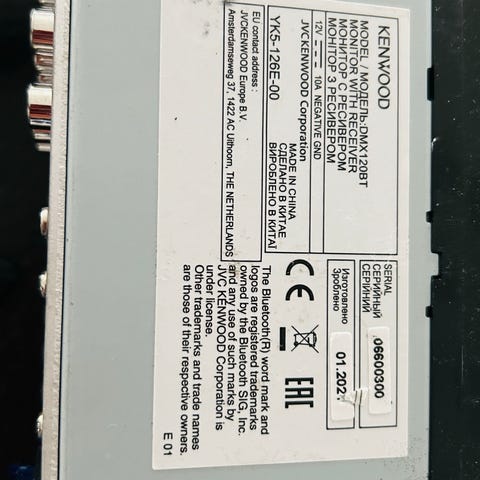 KENWOOD
MODEL / МОДЕЛЬ:DMX120BT
MONITOR WITH RECEIVER
МОНИТОР С РЕСИВЕРОМ
МОНІТОР З РЕСИВЕРОМ
12V 10A NEGATIVE GND
JVCKENWOOD Corporation
MADE IN CHINA
СДЕЛАНО В КИТАЕ
ВИРОБЛЕНО В КИТАЇ
YK5-126E-00
EU contact address :
JVCKENWOOD Europe B.V.
Amsterdamseweg 37, 1422 AC Uithoorn, THE NETHERLANDS
SERIAL
СЕРИЙНЫЙ
СЕРІЙНИЙ
06600300
Изготовлено
Зроблено
01.202
CE
EAC
The Bluetooth(R) word mark and
logos are registered trademarks
owned by the Bluetooth SIG, Inc.
and any use of such marks by
JVC KENWOOD Corporation is
under license.
Other trademarks and trade names
are those of their respective owners.
E 01